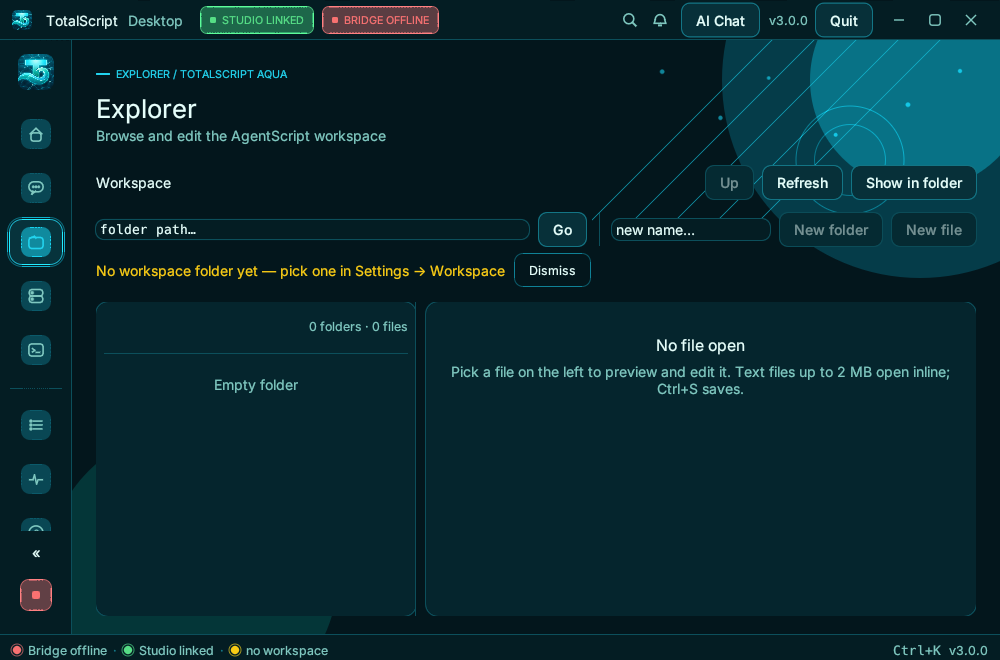 TotalScript Desktop STUDIO LINKED BRIDGE OFFLINE AI Chat v3.0.0 Quit
EXPLORER / TOTALSCRIPT AQUA
Explorer
Browse and edit the AgentScript workspace
Workspace Up Refresh Show in folder
folder path… Go new name… New folder New file
No workspace folder yet — pick one in Settings → Workspace Dismiss
0 folders · 0 files
Empty folder
No file open
Pick a file on the left to preview and edit it. Text files up to 2 MB open inline;
Ctrl+S saves.
«
Bridge offline · Studio linked · no workspace Ctrl+K v3.0.0